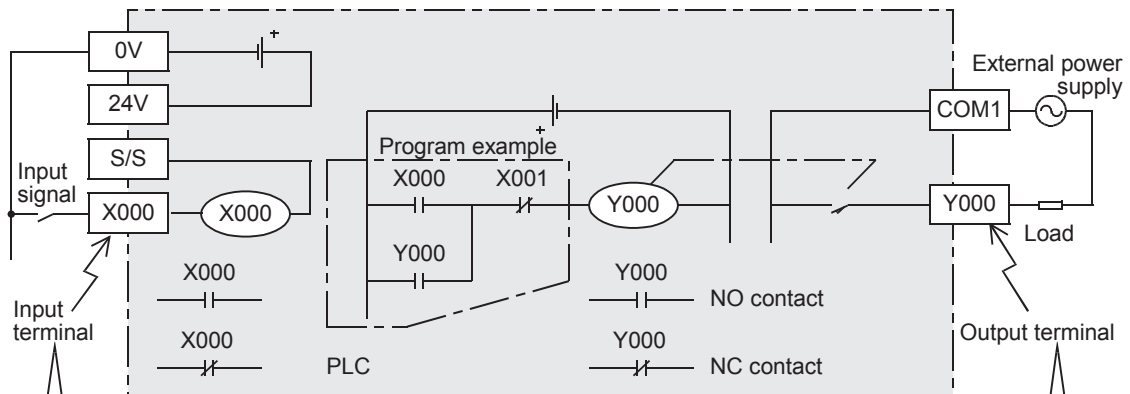 0V
24V
S/S
Input
signal
X000
X000
Input
terminal
+
+
Program example
X000
X001
Y000
Y000
X000
X000
PLC
Y000
NO contact
Y000
NC contact
External power
supply
COM1
Y000
Load
Output terminal